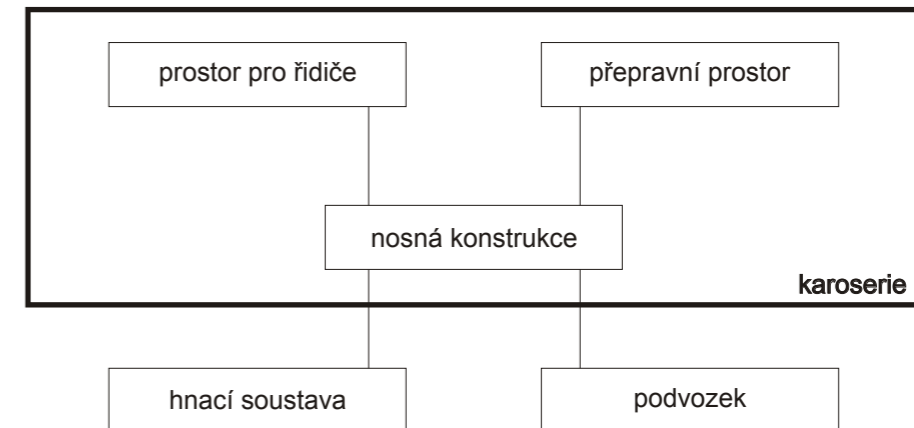 prostor pro řidiče
přepravní prostor
nosná konstrukce
karoserie
hnací soustava
podvozek